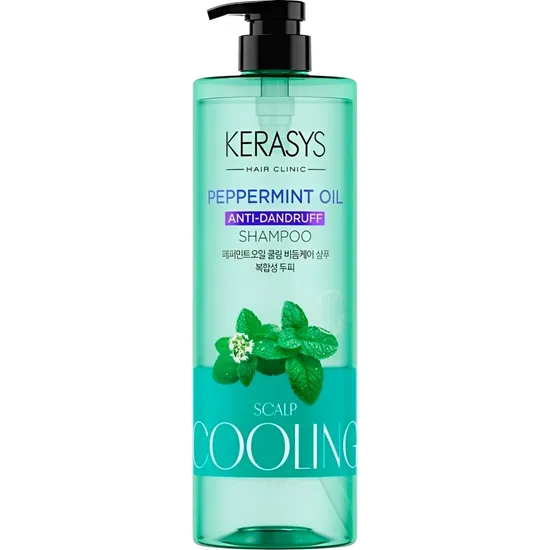 KERASYS
HAIR CLINIC
PEPPERMINT OIL
ANTI-DANDRUFF
SHAMPOO
페퍼민트오일 쿨링 비듬케어 샴푸
복합성 두피
SCALP
COOLING